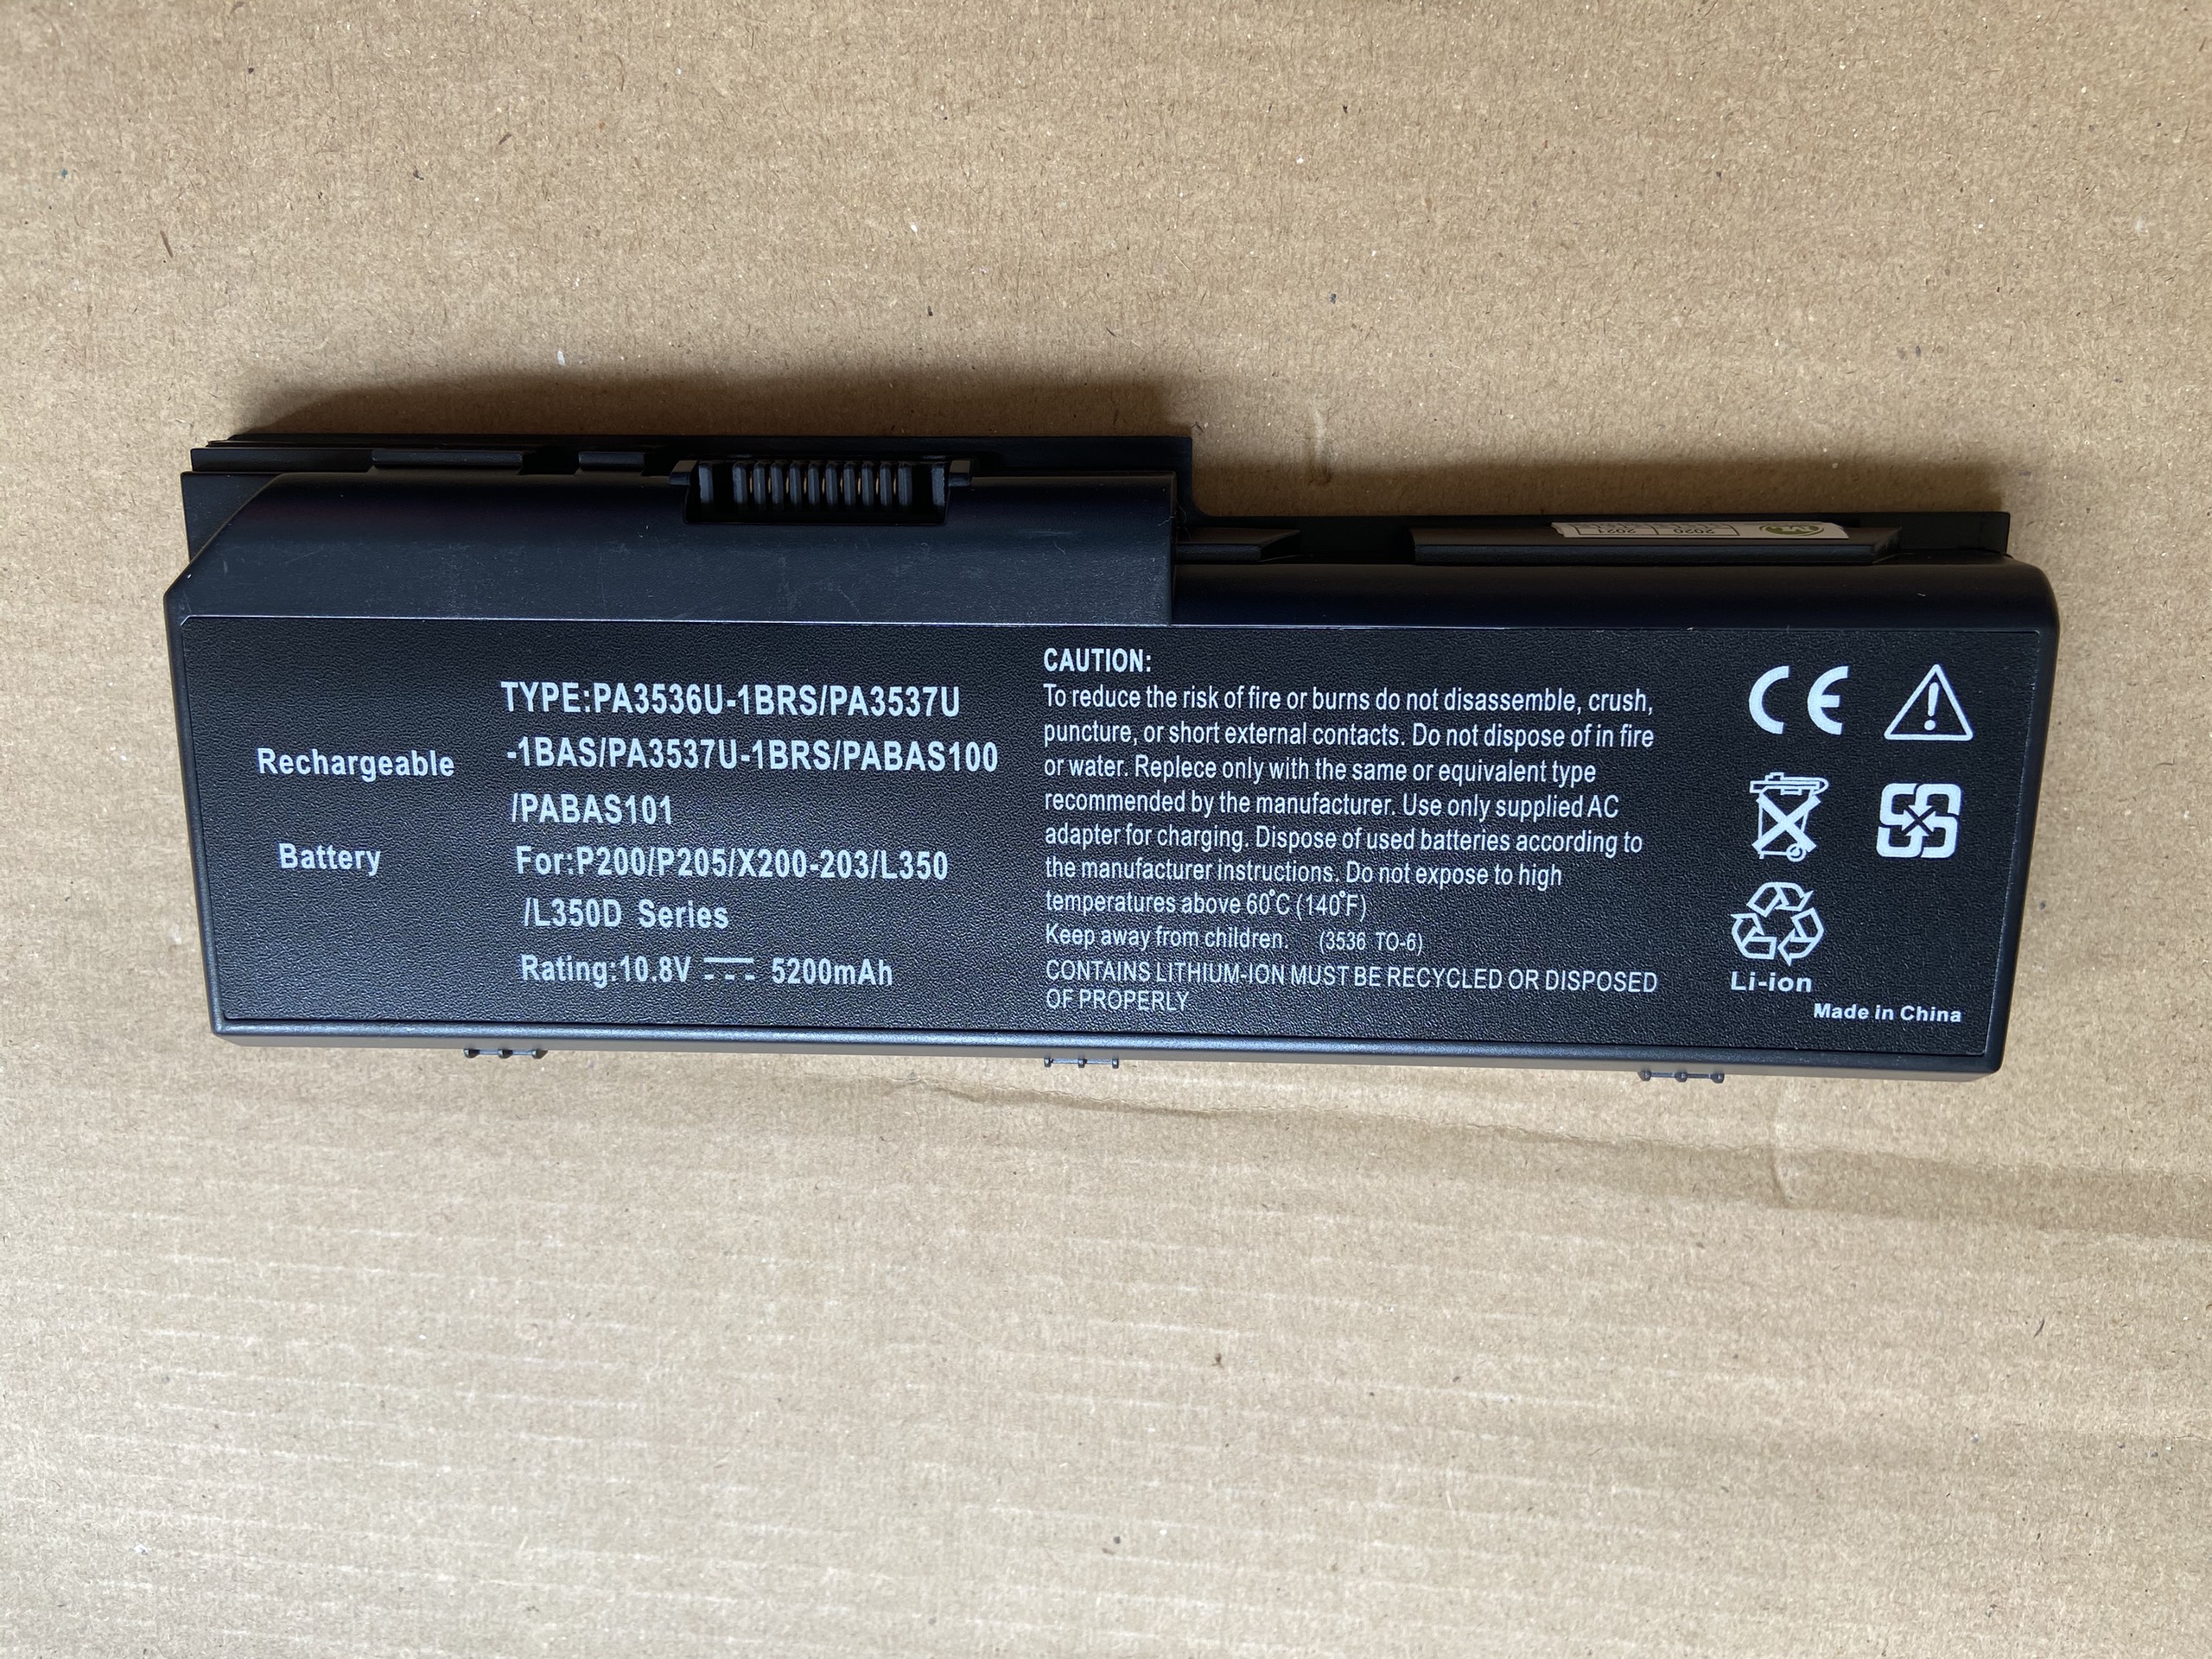 2021 2020
Rechargeable
Battery
TYPE:PA3536U-1BRS/PA3537U
-1BAS/PA3537U-1BRS/PABAS100
/PABAS101
For:P200/P205/X200-203/L350
/L350D Series
Rating:10.8V 5200mAh
CAUTION:
To reduce the risk of fire or burns do not disassemble, crush,
puncture, or short external contacts. Do not dispose of in fire
or water. Replece only with the same or equivalent type
recommended by the manufacturer. Use only supplied AC
adapter for charging. Dispose of used batteries according to
the manufacturer instructions. Do not expose to high
temperatures above 60°C (140°F)
Keep away from children. (3536 TO-6)
CONTAINS LITHIUM-ION MUST BE RECYCLED OR DISPOSED
OF PROPERLY
CE
Li-ion
Made in China